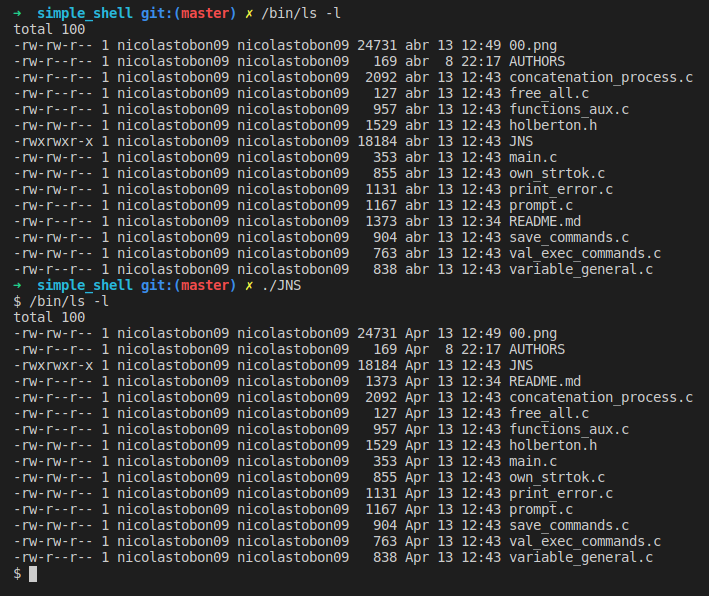 ➜  simple_shell git:(master) ✗ /bin/ls -l
total 100
-rw-rw-r-- 1 nicolastobon09 nicolastobon09 24731 abr 13 12:49 00.png
-rw-r--r-- 1 nicolastobon09 nicolastobon09   169 abr  8 22:17 AUTHORS
-rw-rw-r-- 1 nicolastobon09 nicolastobon09  2092 abr 13 12:43 concatenation_process.c
-rw-r--r-- 1 nicolastobon09 nicolastobon09   127 abr 13 12:43 free_all.c
-rw-r--r-- 1 nicolastobon09 nicolastobon09   957 abr 13 12:43 functions_aux.c
-rw-rw-r-- 1 nicolastobon09 nicolastobon09  1529 abr 13 12:43 holberton.h
-rwxrwxr-x 1 nicolastobon09 nicolastobon09 18184 abr 13 12:43 JNS
-rw-rw-r-- 1 nicolastobon09 nicolastobon09   353 abr 13 12:43 main.c
-rw-rw-r-- 1 nicolastobon09 nicolastobon09   855 abr 13 12:43 own_strtok.c
-rw-rw-r-- 1 nicolastobon09 nicolastobon09  1131 abr 13 12:43 print_error.c
-rw-r--r-- 1 nicolastobon09 nicolastobon09  1167 abr 13 12:43 prompt.c
-rw-rw-r-- 1 nicolastobon09 nicolastobon09  1373 abr 13 12:34 README.md
-rw-rw-r-- 1 nicolastobon09 nicolastobon09   904 abr 13 12:43 save_commands.c
-rw-rw-r-- 1 nicolastobon09 nicolastobon09   763 abr 13 12:43 val_exec_commands.c
-rw-r--r-- 1 nicolastobon09 nicolastobon09   838 abr 13 12:43 variable_general.c
➜  simple_shell git:(master) ✗ ./JNS
$ /bin/ls -l
total 100
-rw-rw-r-- 1 nicolastobon09 nicolastobon09 24731 Apr 13 12:49 00.png
-rw-r--r-- 1 nicolastobon09 nicolastobon09   169 Apr  8 22:17 AUTHORS
-rwxrwxr-x 1 nicolastobon09 nicolastobon09 18184 Apr 13 12:43 JNS
-rw-rw-r-- 1 nicolastobon09 nicolastobon09  1373 Apr 13 12:34 README.md
-rw-rw-r-- 1 nicolastobon09 nicolastobon09  2092 Apr 13 12:43 concatenation_process.c
-rw-r--r-- 1 nicolastobon09 nicolastobon09   127 Apr 13 12:43 free_all.c
-rw-r--r-- 1 nicolastobon09 nicolastobon09   957 Apr 13 12:43 functions_aux.c
-rw-rw-r-- 1 nicolastobon09 nicolastobon09  1529 Apr 13 12:43 holberton.h
-rw-rw-r-- 1 nicolastobon09 nicolastobon09   353 Apr 13 12:43 main.c
-rw-rw-r-- 1 nicolastobon09 nicolastobon09   855 Apr 13 12:43 own_strtok.c
-rw-rw-r-- 1 nicolastobon09 nicolastobon09  1131 Apr 13 12:43 print_error.c
-rw-r--r-- 1 nicolastobon09 nicolastobon09  1167 Apr 13 12:43 prompt.c
-rw-rw-r-- 1 nicolastobon09 nicolastobon09   904 Apr 13 12:43 save_commands.c
-rw-rw-r-- 1 nicolastobon09 nicolastobon09   763 Apr 13 12:43 val_exec_commands.c
-rw-r--r-- 1 nicolastobon09 nicolastobon09   838 Apr 13 12:43 variable_general.c
$